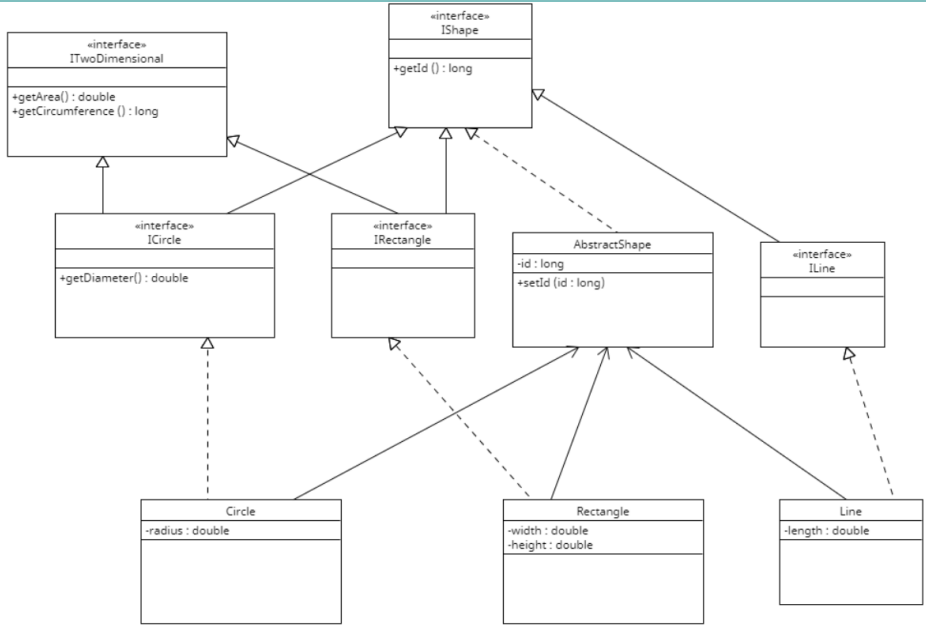 «interface»
IShape
+getId () : long
«interface»
ITwoDimensional
+getArea() : double
+getCircumference () : long
«interface»
ICircle
+getDiameter() : double
«interface»
IRectangle
AbstractShape
-id : long
+setId (id : long)
«interface»
ILine
Circle
-radius : double
Rectangle
-width : double
-height : double
Line
-length : double